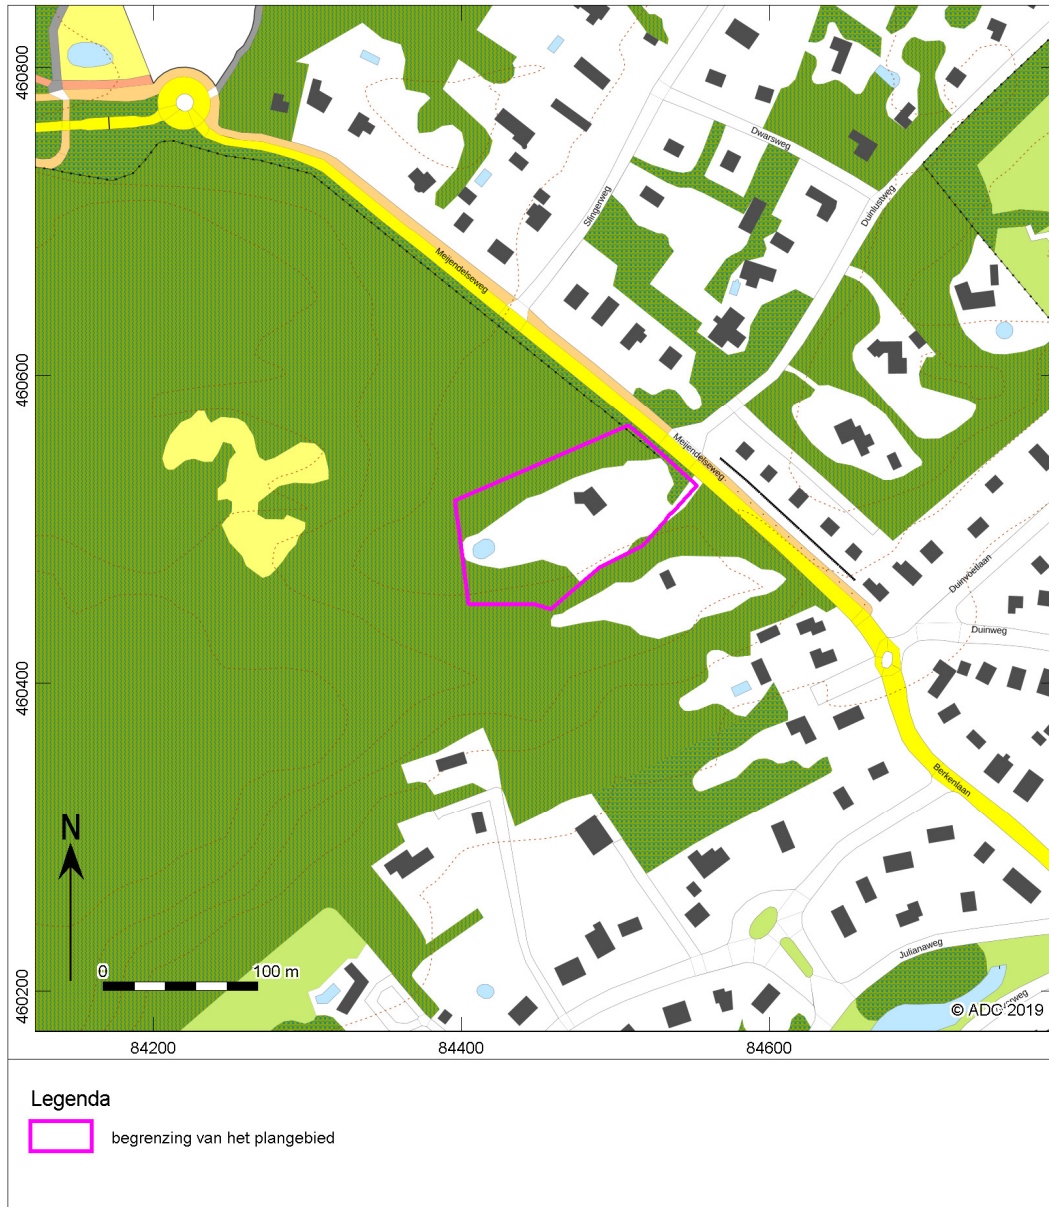 460800
460600
460400
460200
Dwarsweg
Slingerweg
Duinlustweg
Meijendelseweg
Meijendelseweg
Duinvoetlaan
Duinweg
Berkenlaan
Julianaweg
N
0
100 m
© ADC 2019
84200
84400
84600
Legenda
begrenzing van het plangebied